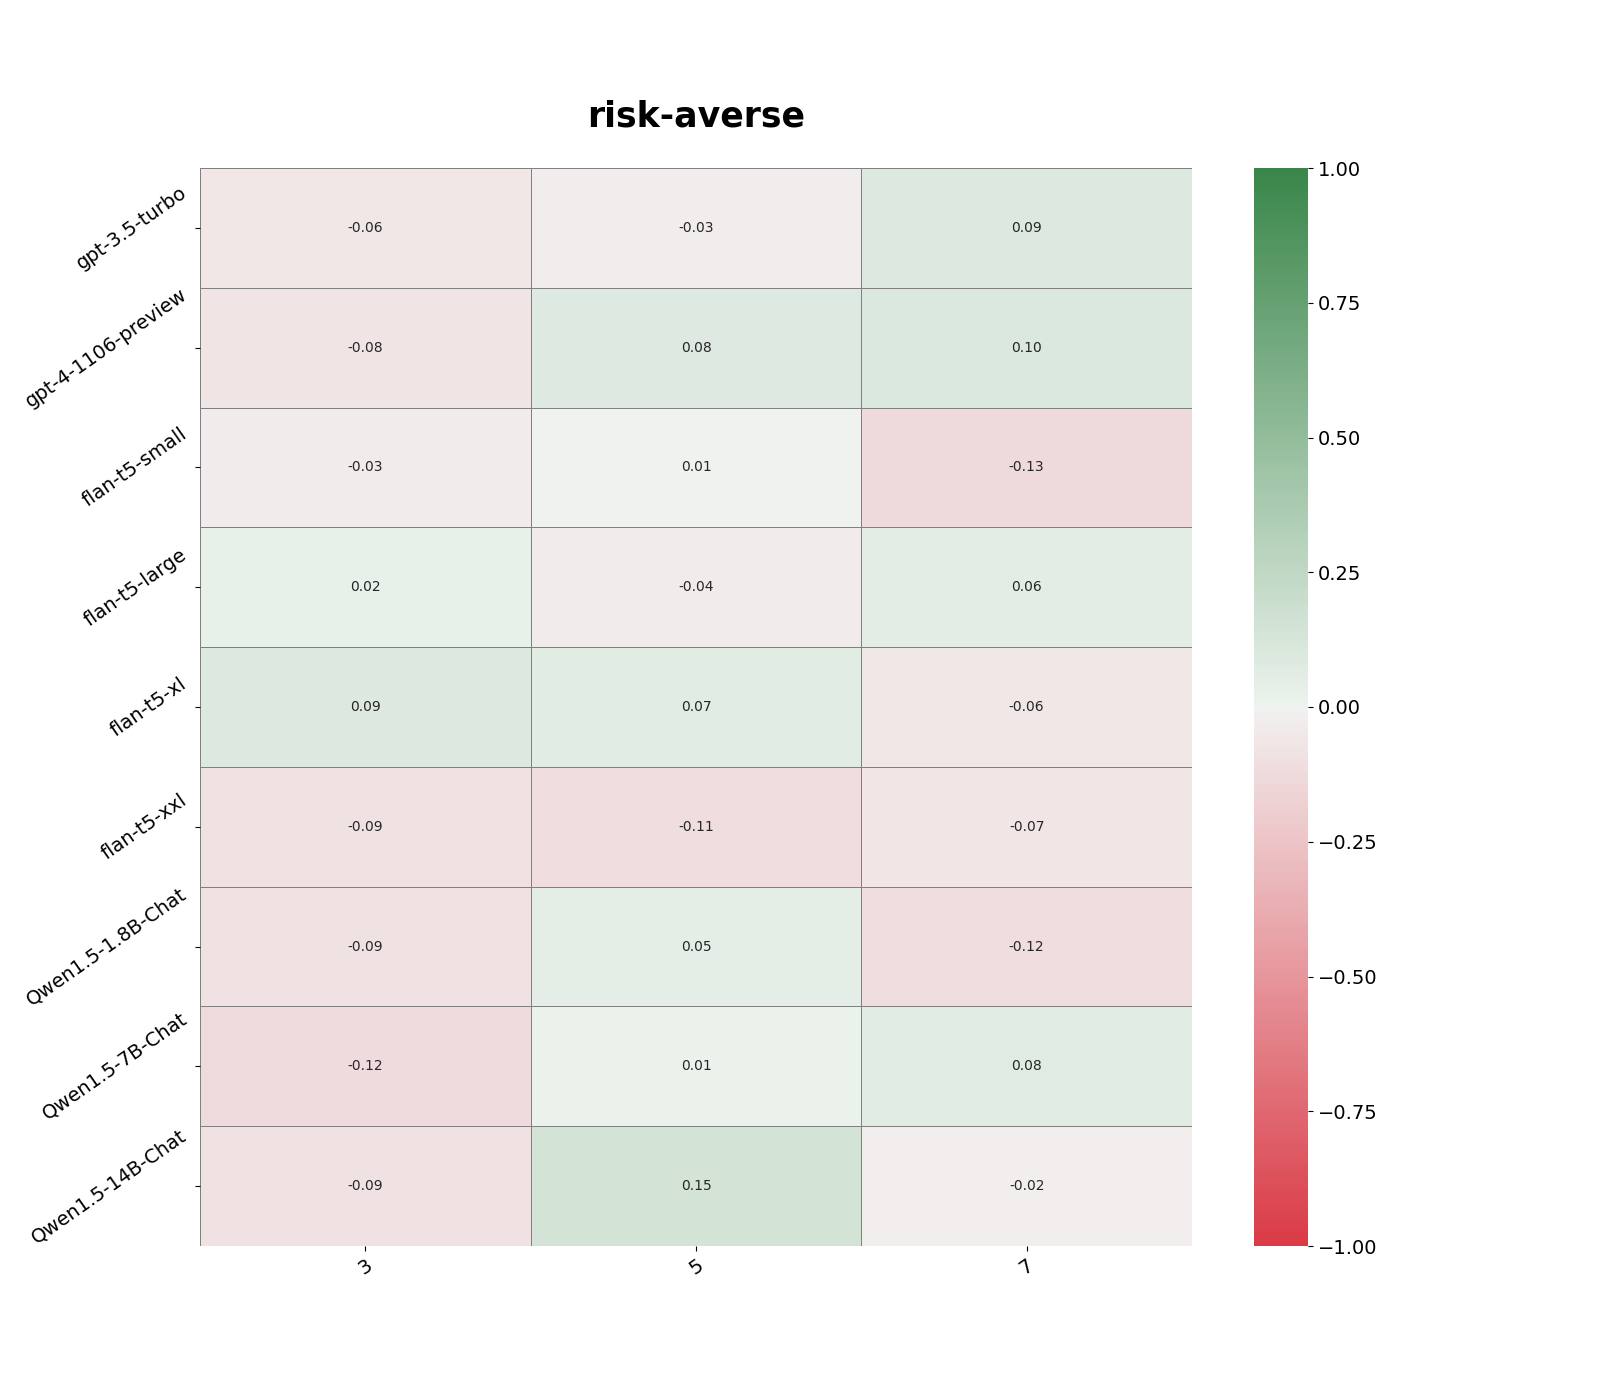 risk-averse
gpt-3.5-turbo -0.06 -0.03 0.09
gpt-4-1106-preview -0.08 0.08 0.10
flan-t5-small -0.03 0.01 -0.13
flan-t5-large 0.02 -0.04 0.06
flan-t5-xl 0.09 0.07 -0.06
flan-t5-xxl -0.09 -0.11 -0.07
Qwen1.5-1.8B-Chat -0.09 0.05 -0.12
Qwen1.5-7B-Chat -0.12 0.01 0.08
Qwen1.5-14B-Chat -0.09 0.15 -0.02
3 5 7
1.00
0.75
0.50
0.25
0.00
−0.25
−0.50
−0.75
−1.00